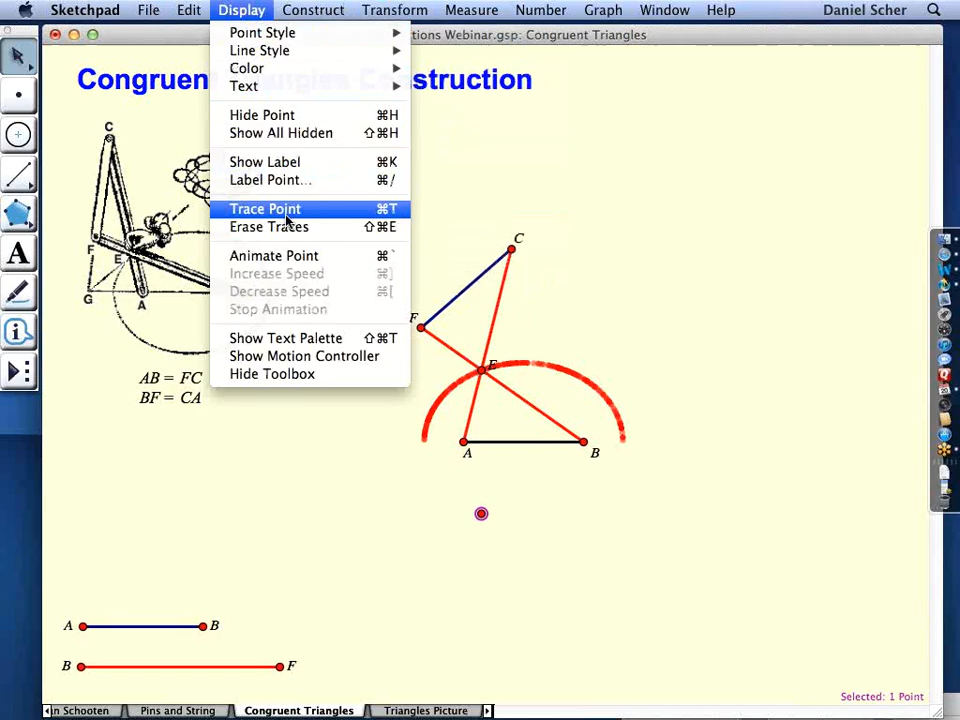 Sketchpad File Edit Display Construct Transform Measure Number Graph Window Help Daniel Scher
ctions Webinar.gsp: Congruent Triangles
Congruent Construction
Point Style
Line Style
Color
Text
Hide Point ⌘H
Show All Hidden ⇧⌘H
Show Label ⌘K
Label Point... ⌘/
Trace Point ⌘T
Erase Traces ⇧⌘E
Animate Point ⌘`
Increase Speed ⌘]
Decrease Speed ⌘[
Stop Animation
Show Text Palette ⇧⌘T
Show Motion Controller
Hide Toolbox
C
F
E
G
A
AB = FC
BF = CA
C
F
E
A
B
A B
B F
A
Selected: 1 Point
an Schooten Pins and String Congruent Triangles Triangles Picture